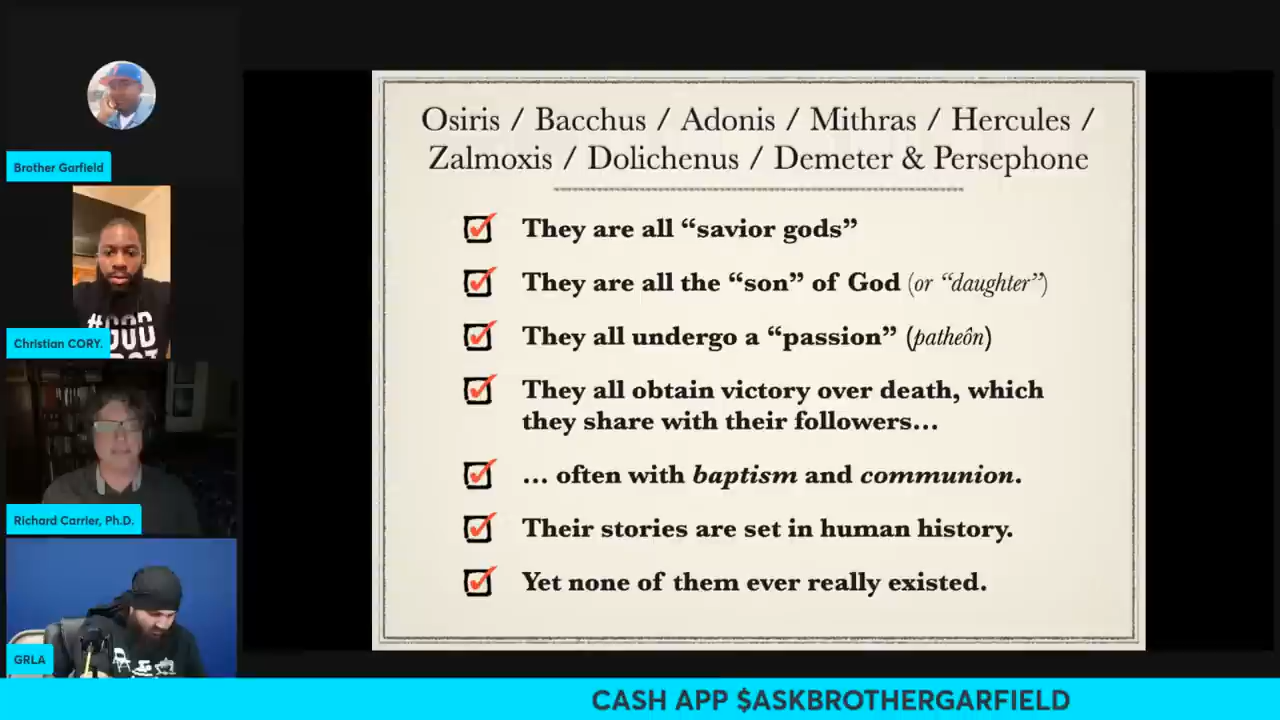 Brother Garfield
#GOD
Christian CORY.
Richard Carrier, Ph.D.
GRLA
Osiris / Bacchus / Adonis / Mithras / Hercules /
Zalmoxis / Dolichenus / Demeter & Persephone
They are all “savior gods”
They are all the “son” of God (or “daughter”)
They all undergo a “passion” (patheôn)
They all obtain victory over death, which
they share with their followers…
… often with baptism and communion.
Their stories are set in human history.
Yet none of them ever really existed.
CASH APP $ASKBROTHERGARFIELD